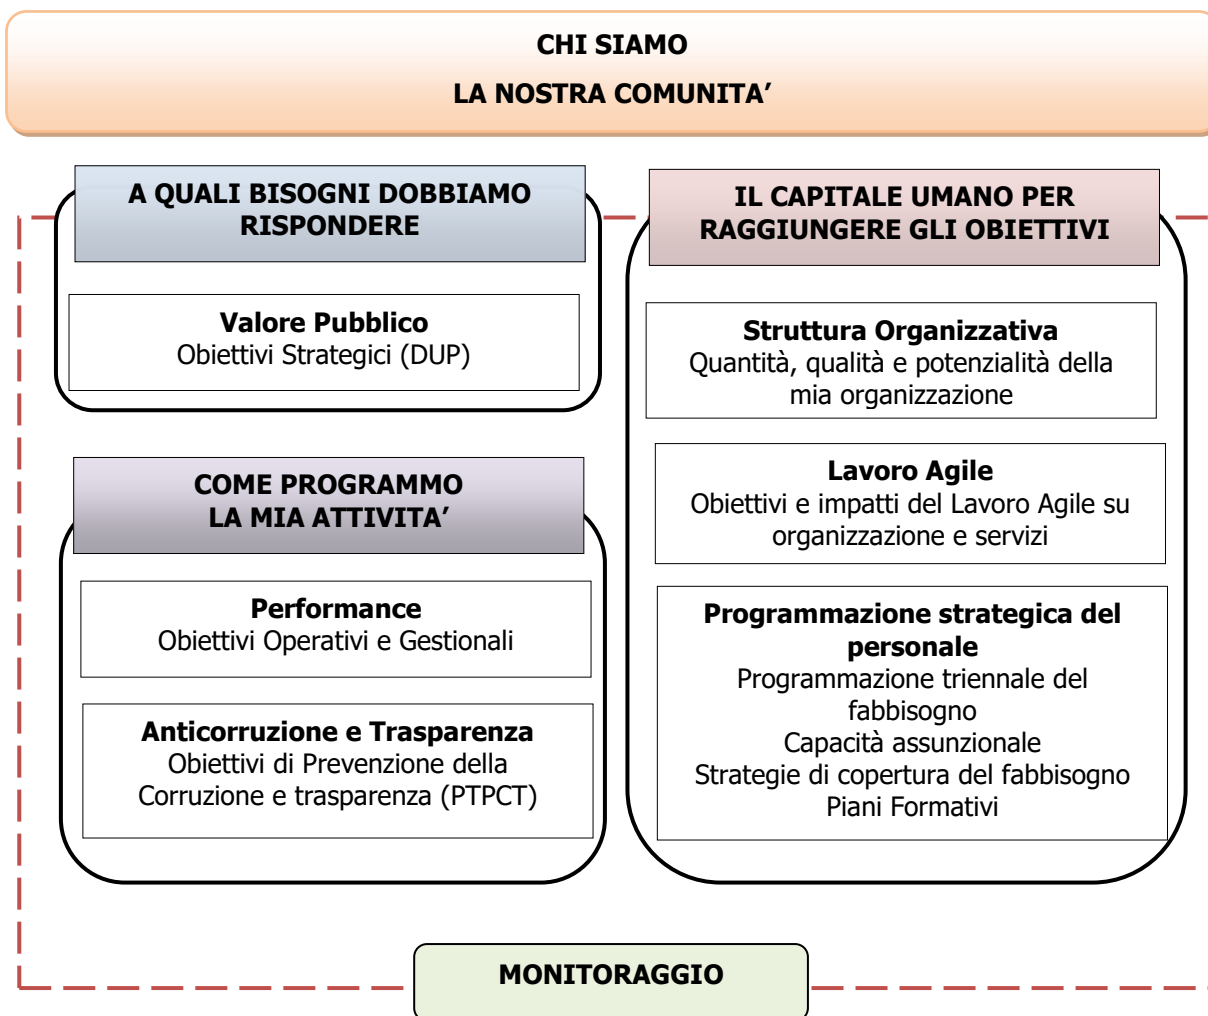 CHI SIAMO
LA NOSTRA COMUNITA’
A QUALI BISOGNI DOBBIAMO
RISPONDERE
Valore Pubblico
Obiettivi Strategici (DUP)
COME PROGRAMMO
LA MIA ATTIVITA’
Performance
Obiettivi Operativi e Gestionali
Anticorruzione e Trasparenza
Obiettivi di Prevenzione della
Corruzione e trasparenza (PTPCT)
IL CAPITALE UMANO PER
RAGGIUNGERE GLI OBIETTIVI
Struttura Organizzativa
Quantità, qualità e potenzialità della
mia organizzazione
Lavoro Agile
Obiettivi e impatti del Lavoro Agile su
organizzazione e servizi
Programmazione strategica del
personale
Programmazione triennale del
fabbisogno
Capacità assunzionale
Strategie di copertura del fabbisogno
Piani Formativi
MONITORAGGIO